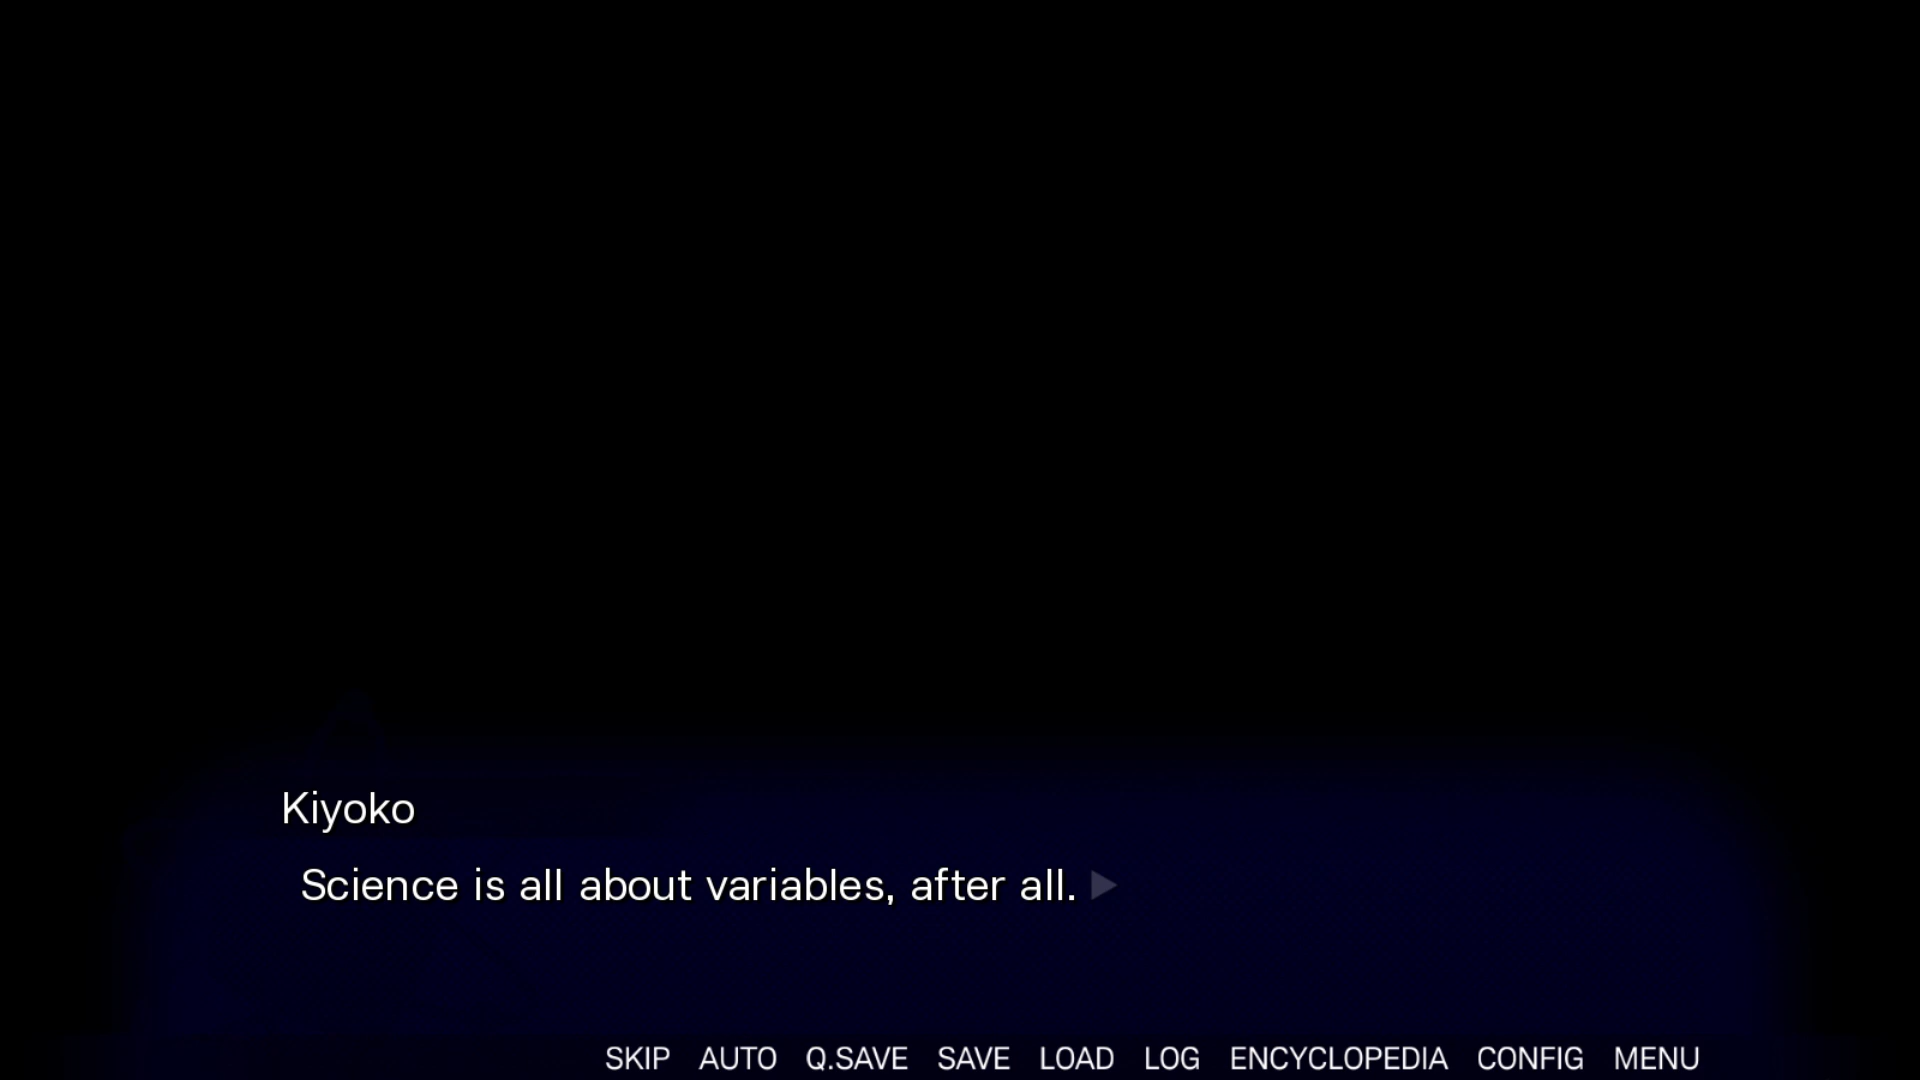 Kiyoko
Science is all about variables, after all.
SKIP AUTO Q.SAVE SAVE LOAD LOG ENCYCLOPEDIA CONFIG MENU